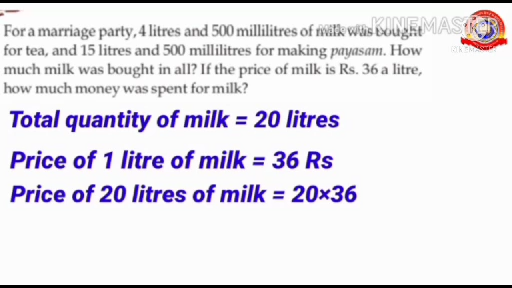 For a marriage party, 4 litres and 500 millilitres of milk was bought
for tea, and 15 litres and 500 millilitres for making payasam. How
much milk was bought in all? If the price of milk is Rs. 36 a litre,
how much money was spent for milk?
Total quantity of milk = 20 litres
Price of 1 litre of milk = 36 Rs
Price of 20 litres of milk = 20×36
KINEMASTER